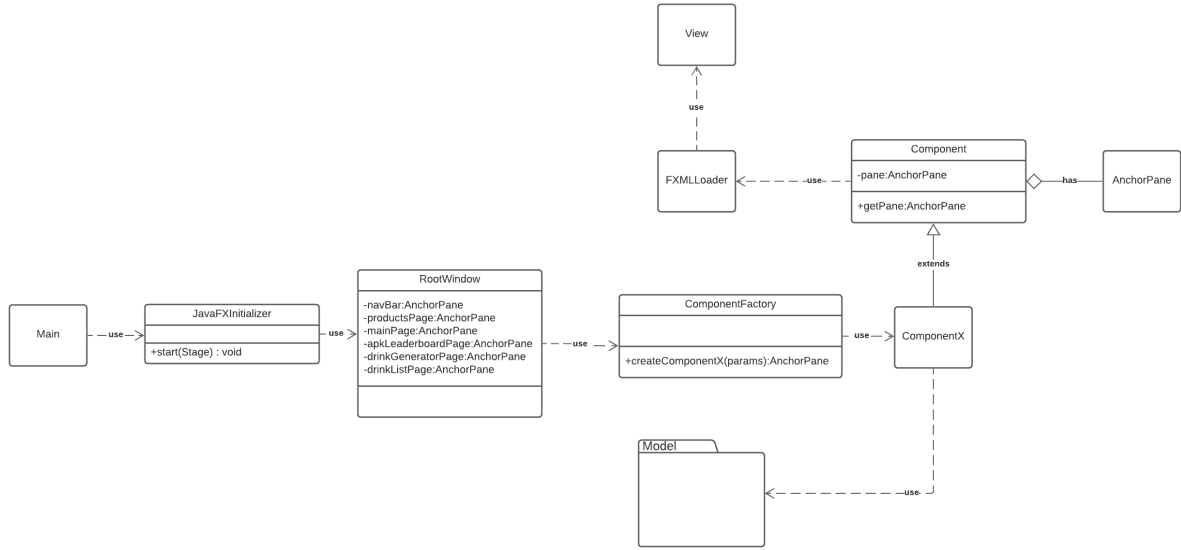 View
use
FXMLLoader
use
Component
-pane:AnchorPane
+getPane:AnchorPane
has
AnchorPane
extends
Main
use
JavaFXInitializer
+start(Stage) : void
use
RootWindow
-navBar:AnchorPane
-productsPage:AnchorPane
-mainPage:AnchorPane
-apkLeaderboardPage:AnchorPane
-drinkGeneratorPage:AnchorPane
-drinkListPage:AnchorPane
use
ComponentFactory
+createComponentX(params):AnchorPane
use
ComponentX
Model
use